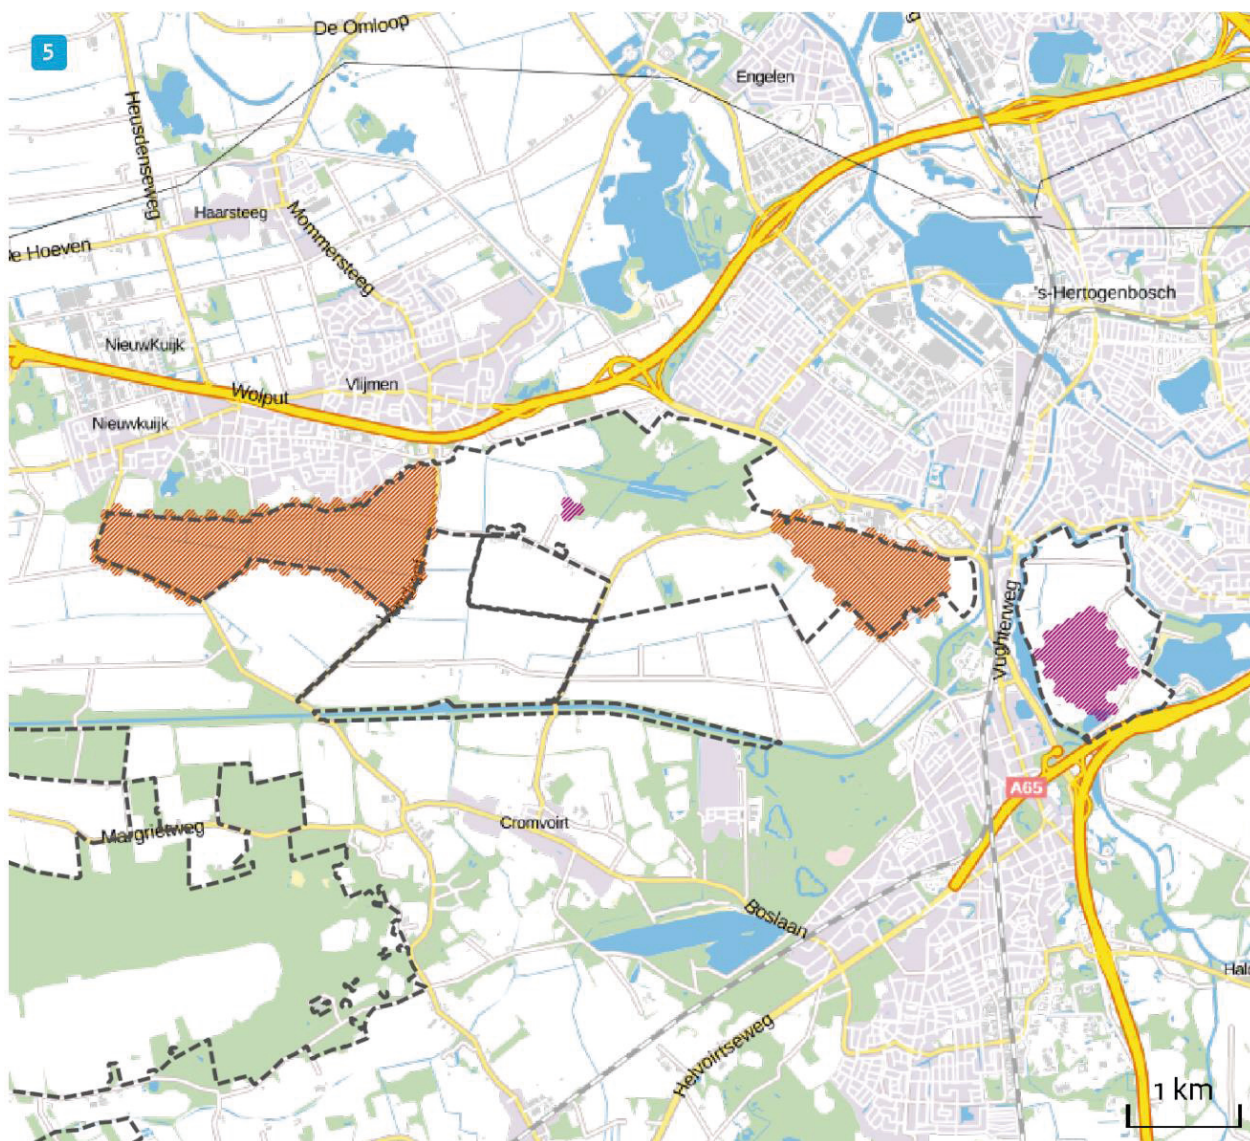 5
De Omloop
Engelen
Heusdenseweg
Haarsteeg
Mommersteeg
De Hoeven
's-Hertogenbosch
NieuwKuijk
Vlijmen
Wolput
Nieuwkuijk
Vughterweg
A65
Cromvoirt
Margrietweg
Boslaan
Helvoirtseweg
1 km